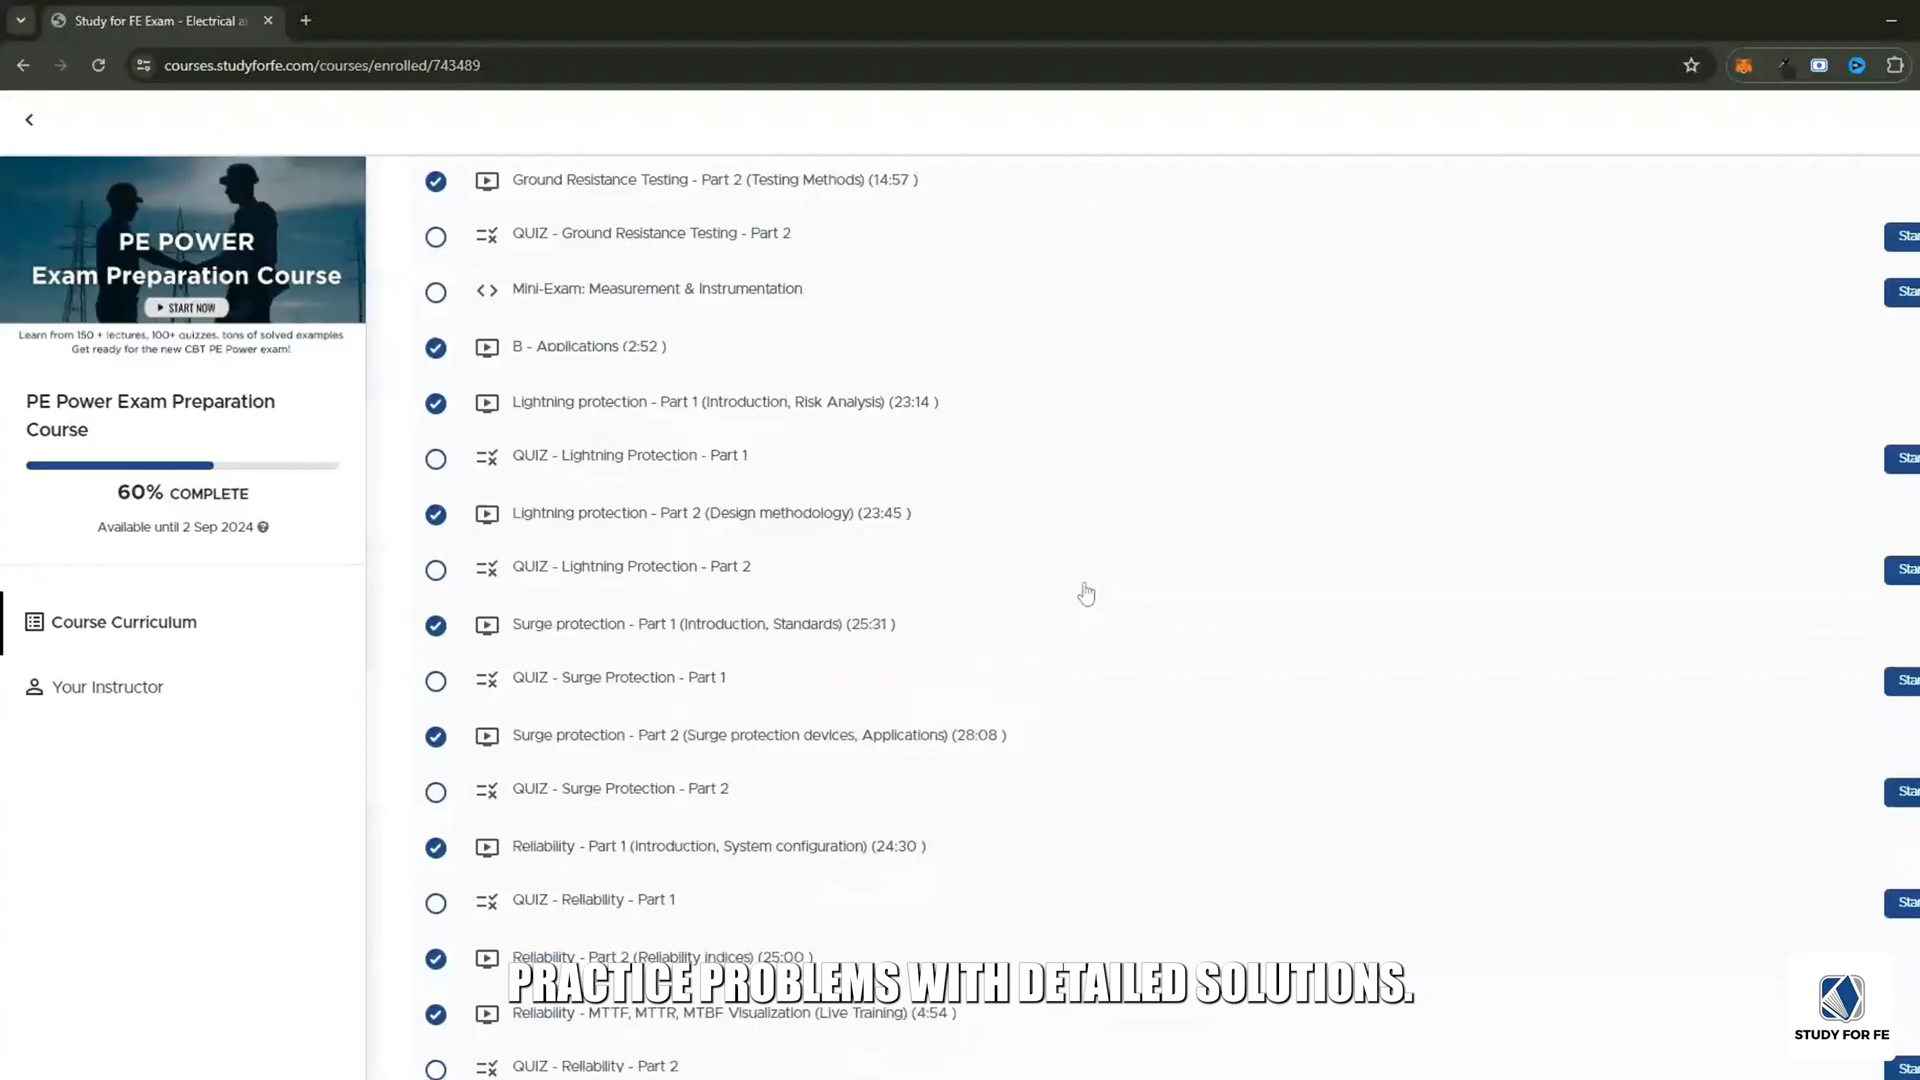 Study for FE Exam - Electrical a
courses.studyforfe.com/courses/enrolled/743489
PE POWER
Exam Preparation Course
START NOW
Learn from 150 + lectures, 100+ quizzes, tons of solved examples
Get ready for the new CBT PE Power exam!
PE Power Exam Preparation
Course
60% COMPLETE
Available until 2 Sep 2024
Course Curriculum
Your Instructor
Ground Resistance Testing - Part 2 (Testing Methods) (14:57 )
QUIZ - Ground Resistance Testing - Part 2
Star
Mini-Exam: Measurement & Instrumentation
Star
B - Applications (2:52 )
Lightning protection - Part 1 (Introduction, Risk Analysis) (23:14 )
QUIZ - Lightning Protection - Part 1
Star
Lightning protection - Part 2 (Design methodology) (23:45 )
QUIZ - Lightning Protection - Part 2
Star
Surge protection - Part 1 (Introduction, Standards) (25:31 )
QUIZ - Surge Protection - Part 1
Star
Surge protection - Part 2 (Surge protection devices, Applications) (28:08 )
QUIZ - Surge Protection - Part 2
Star
Reliability - Part 1 (Introduction, System configuration) (24:30 )
QUIZ - Reliability - Part 1
Star
Reliability - Part 2 (Reliability indices) (25:00 )
PRACTICE PROBLEMS WITH DETAILED SOLUTIONS.
Reliability - MTTF, MTTR, MTBF Visualization (Live Training) (4:54 )
QUIZ - Reliability - Part 2
Star
STUDY FOR FE